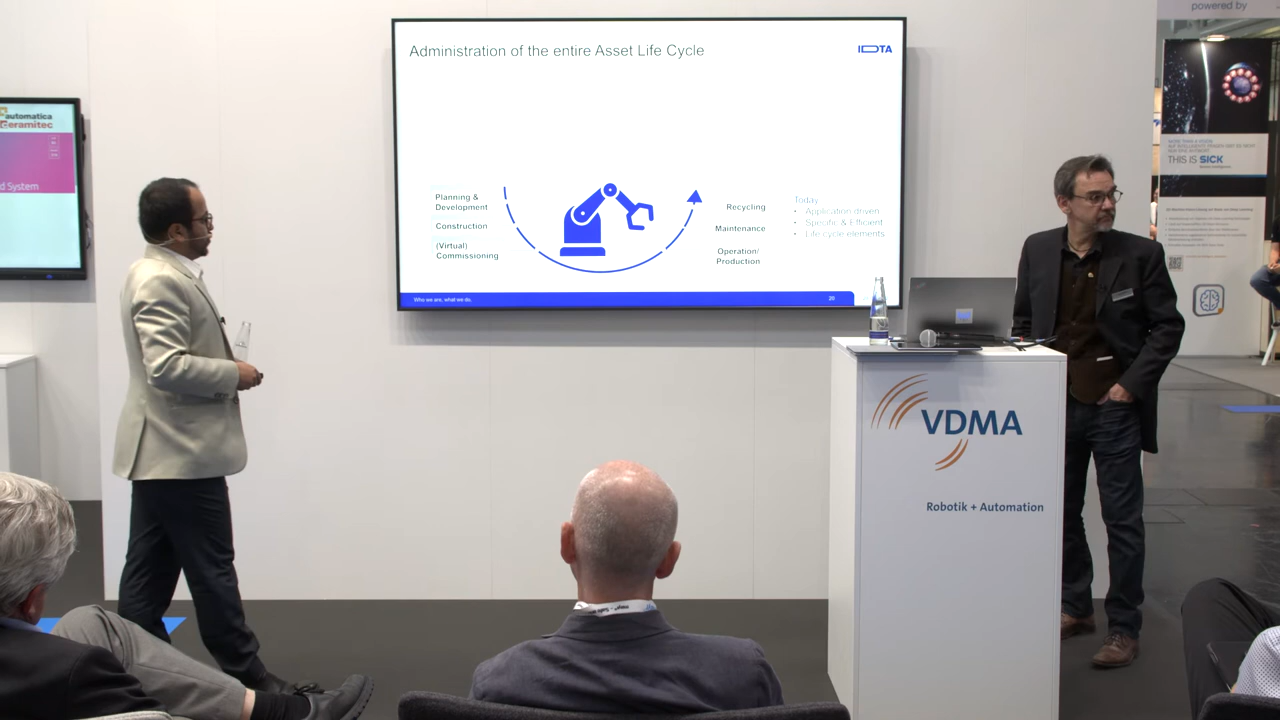 powered by
Administration of the entire Asset Life Cycle
IDTA
automatica
ceramitec
d System
THIS IS SICK
Planning &
Development
Construction
(Virtual)
Commissioning
Recycling
Maintenance
Operation/
Production
Today
• Application driven
• Specific & Efficient
• Life cycle elements
Who we are, what we do.
20
VDMA
Robotik + Automation